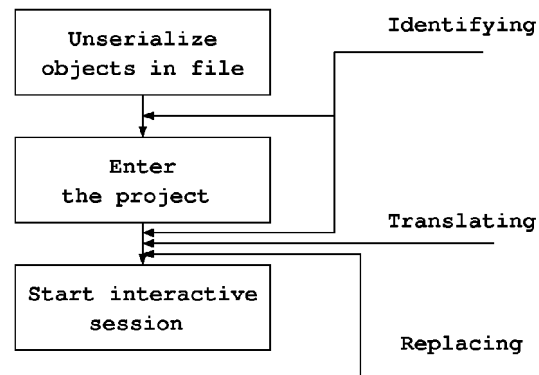 Unserialize
objects in file
Identifying
Enter
the project
Translating
Start interactive
session
Replacing